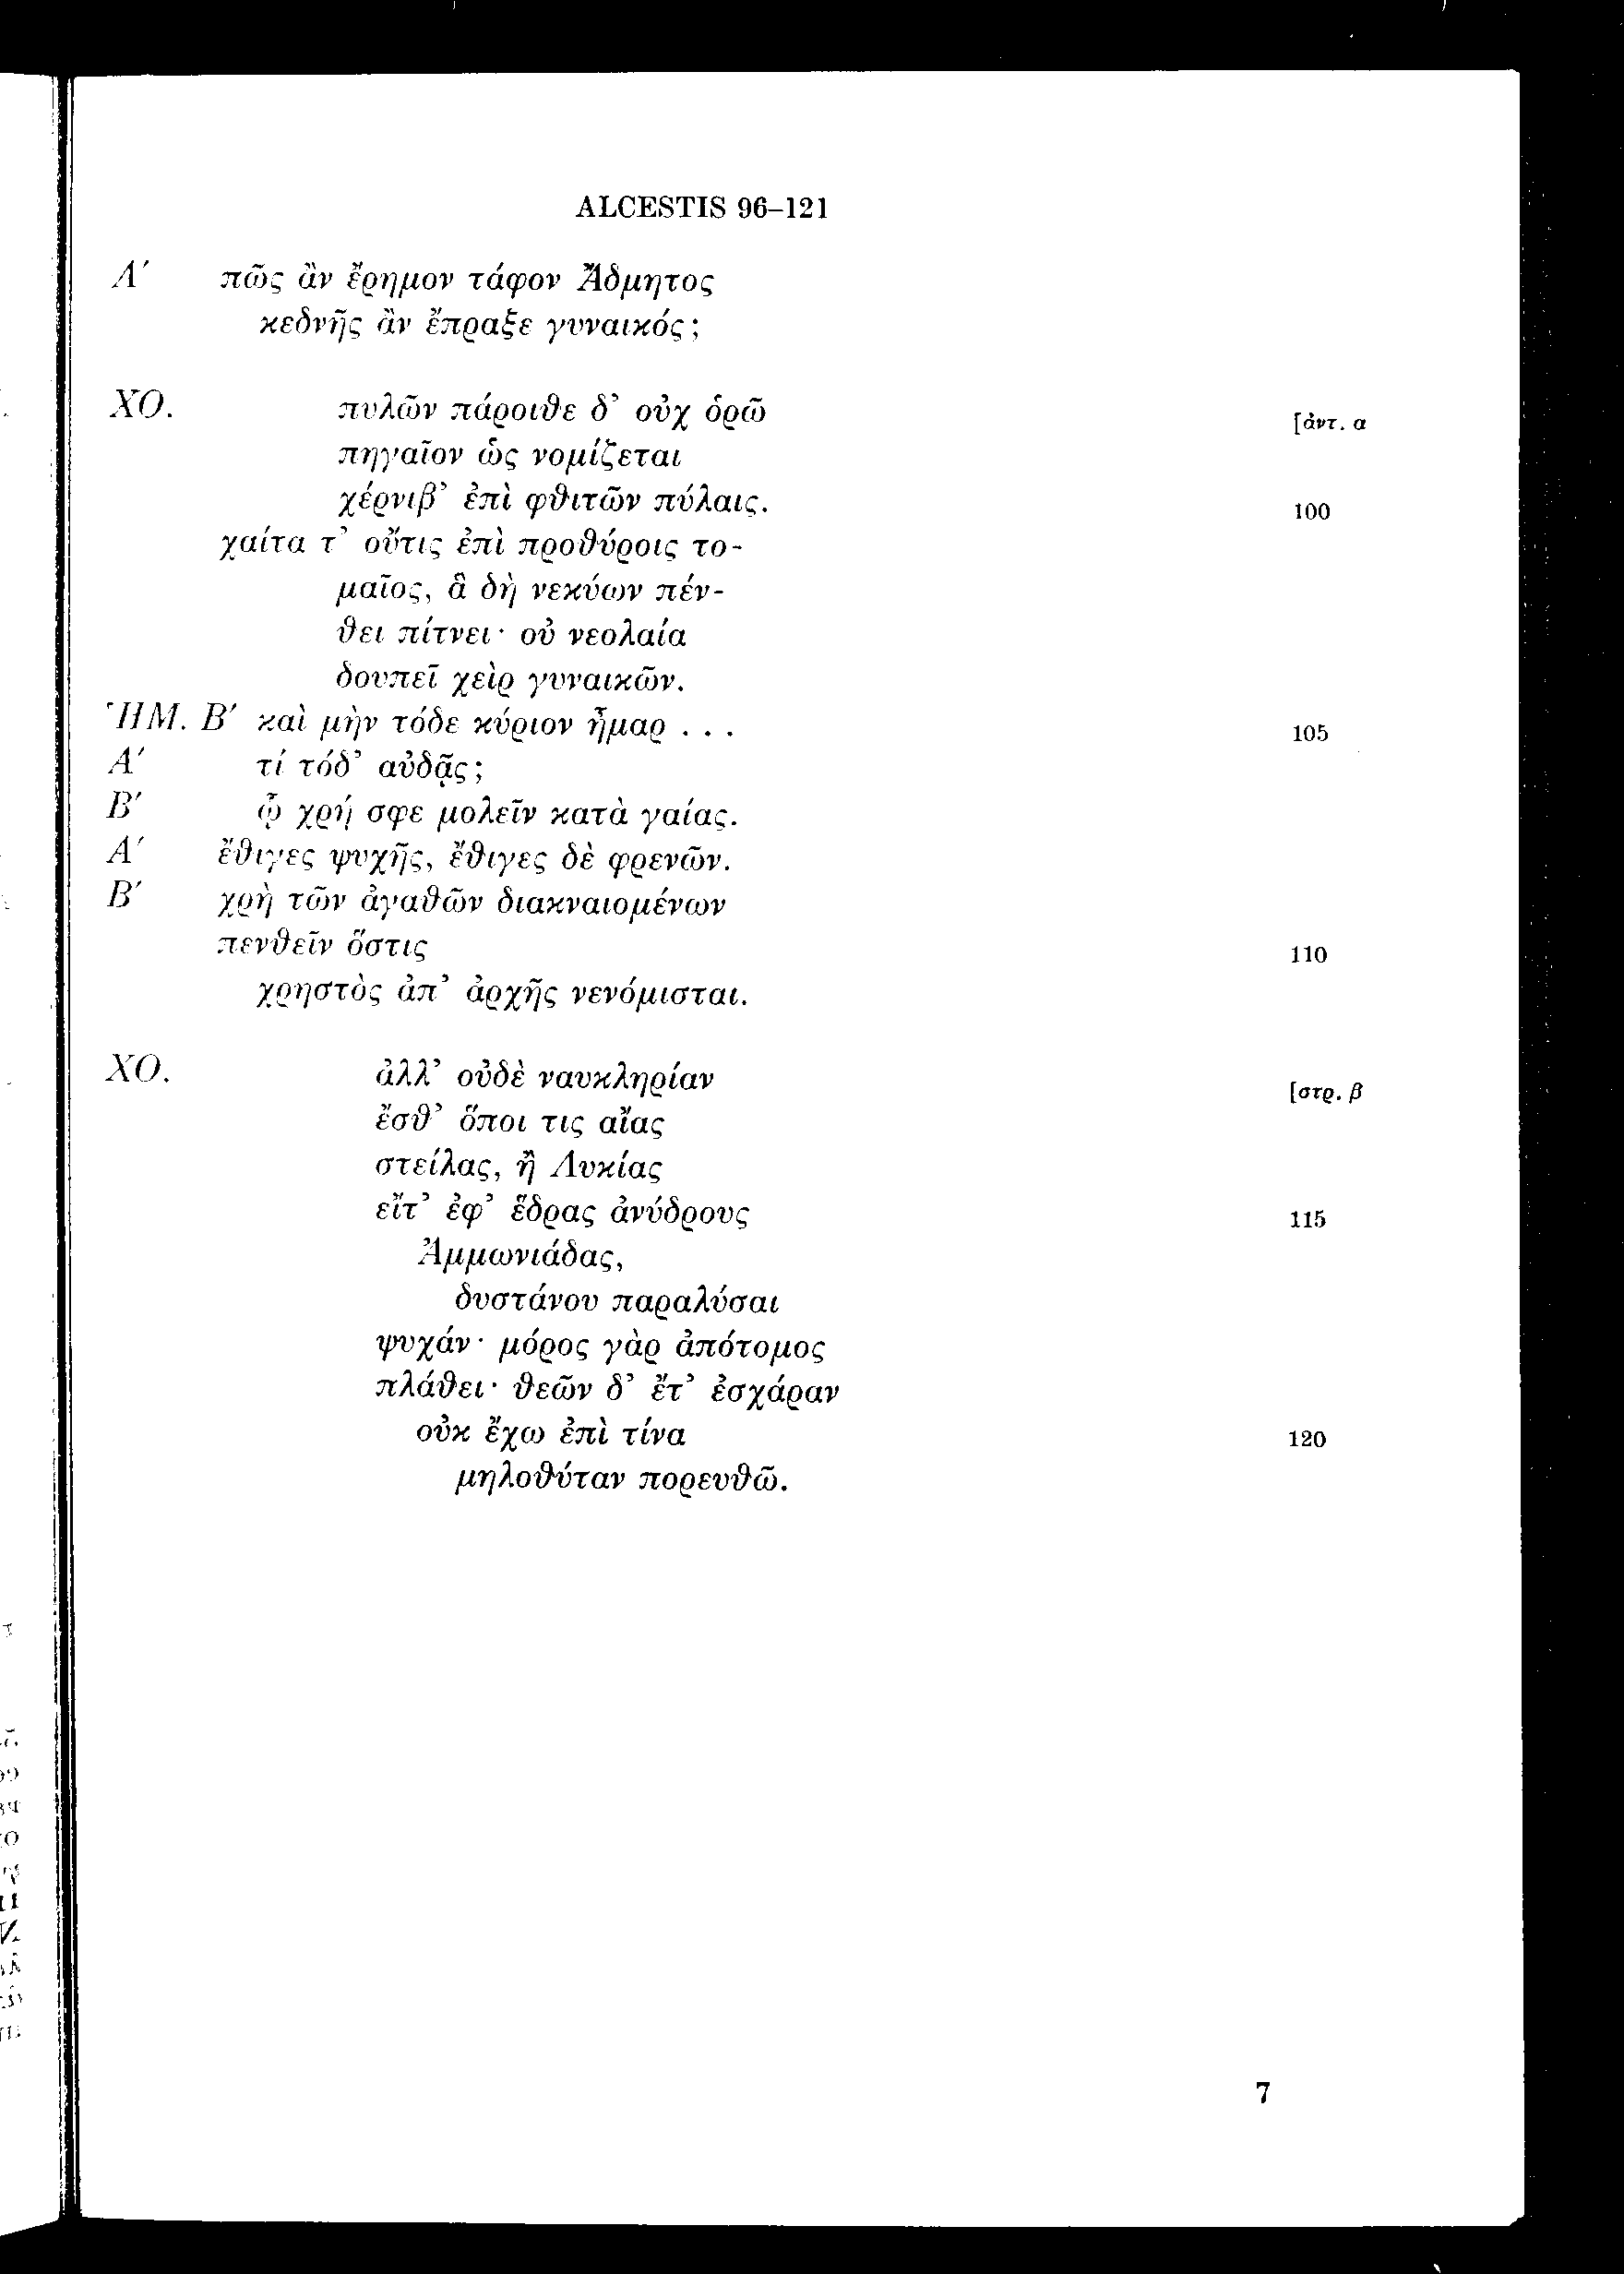 ALCESTIS 96–121
Α′ πῶς ἂν ἔρημον τάφον Ἄδμητος
κεδνῆς ἂν ἔπραξε γυναικός;
ΧΟ. πυλῶν πάροιθε δ’ οὐχ ὁρῶ [ἀντ. α
πηγαῖον ὡς νομίζεται
χέρνιβ’ ἐπὶ φθιτῶν πύλαις. 100
χαίτα τ’ οὔτις ἐπὶ προθύροις το-
μαῖος, ἃ δὴ νεκύων πέν-
θει πίτνει· οὐ νεολαία
δουπεῖ χεὶρ γυναικῶν.
ἩΜ. Β′ καὶ μὴν τόδε κύριον ἦμαρ . . . 105
Α′ τί τόδ’ αὐδᾷς;
Β′ ᾧ χρή σφε μολεῖν κατὰ γαίας.
Α′ ἔθιγες ψυχῆς, ἔθιγες δὲ φρενῶν.
Β′ χρὴ τῶν ἀγαθῶν διακναιομένων
πενθεῖν ὅστις 110
χρηστὸς ἀπ’ ἀρχῆς νενόμισται.
ΧΟ. ἀλλ’ οὐδὲ ναυκληρίαν [στρ. β
ἔσθ’ ὅποι τις αἴας
στείλας, ἢ Λυκίας
εἴτ’ ἐφ’ ἕδρας ἀνύδρους 115
Ἀμμωνιάδας,
δυστάνου παραλύσαι
ψυχάν· μόρος γὰρ ἀπότομος
πλάθει· θεῶν δ’ ἔτ’ ἐσχάραν
οὐκ ἔχω ἐπὶ τίνα 120
μηλοθύταν πορευθῶ.
7